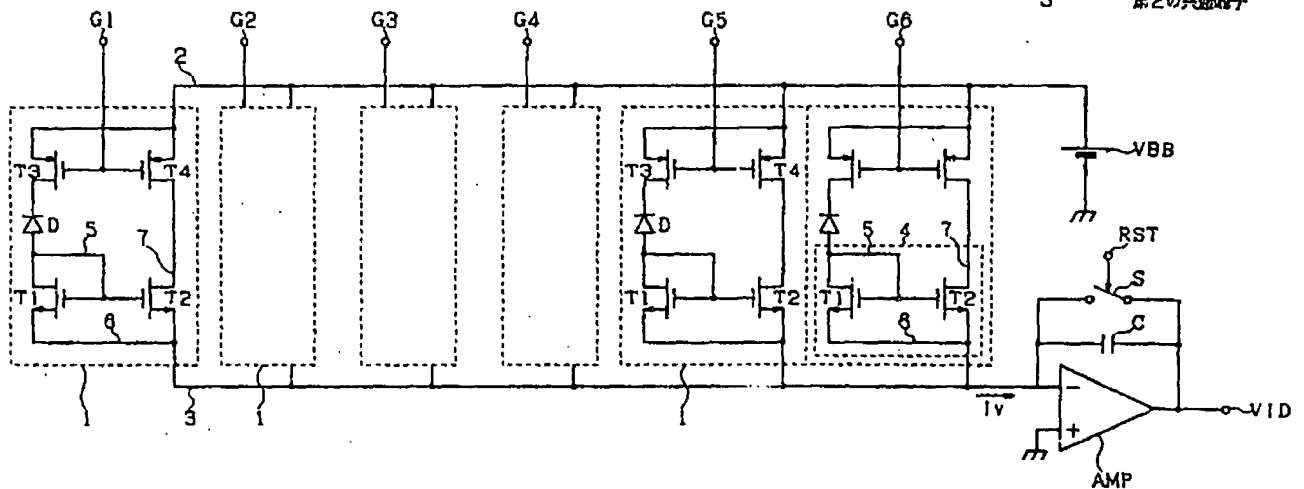 3
G1 G2 G3 G4 G5 G6
2
T3 T4 T3 T4 VBB
D D
5 5 4 RST
7 7
S
T1 T2 T1 T2 T1 T2 C
6 6
1 3 1 1 Iv
AMP
VID